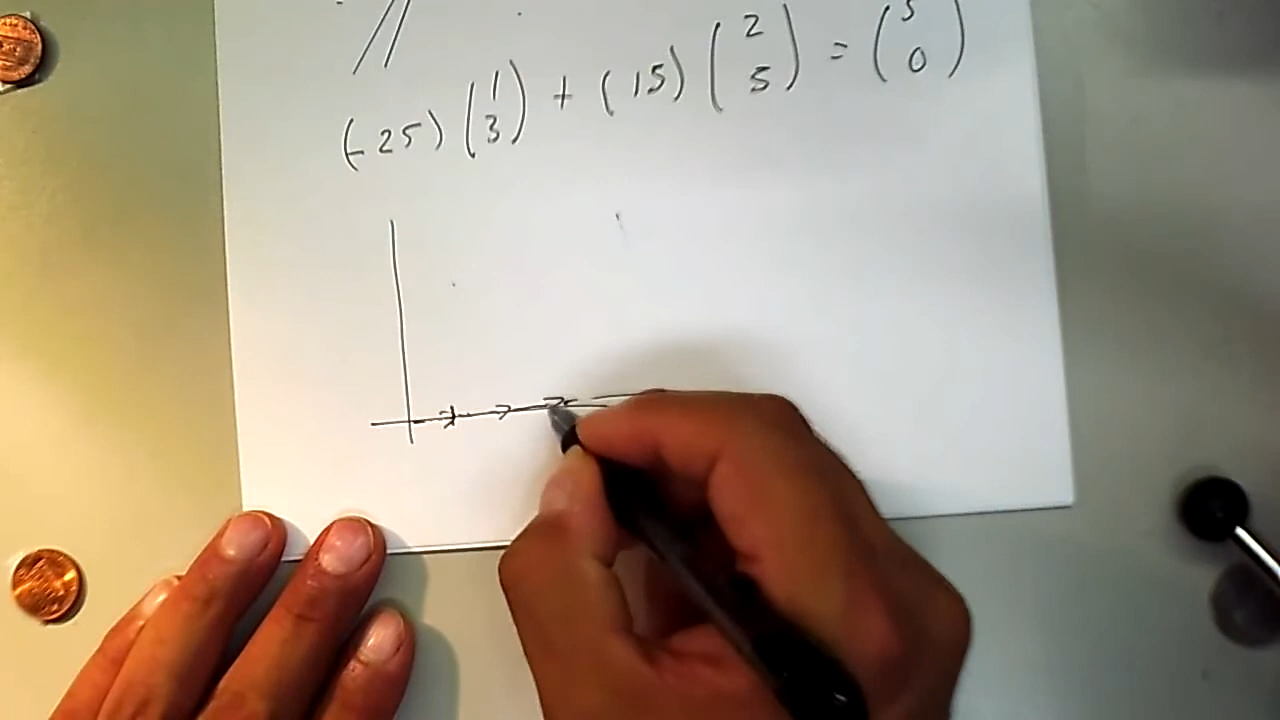 (-25) (1 3) + (15) (2 5) = (5 0)